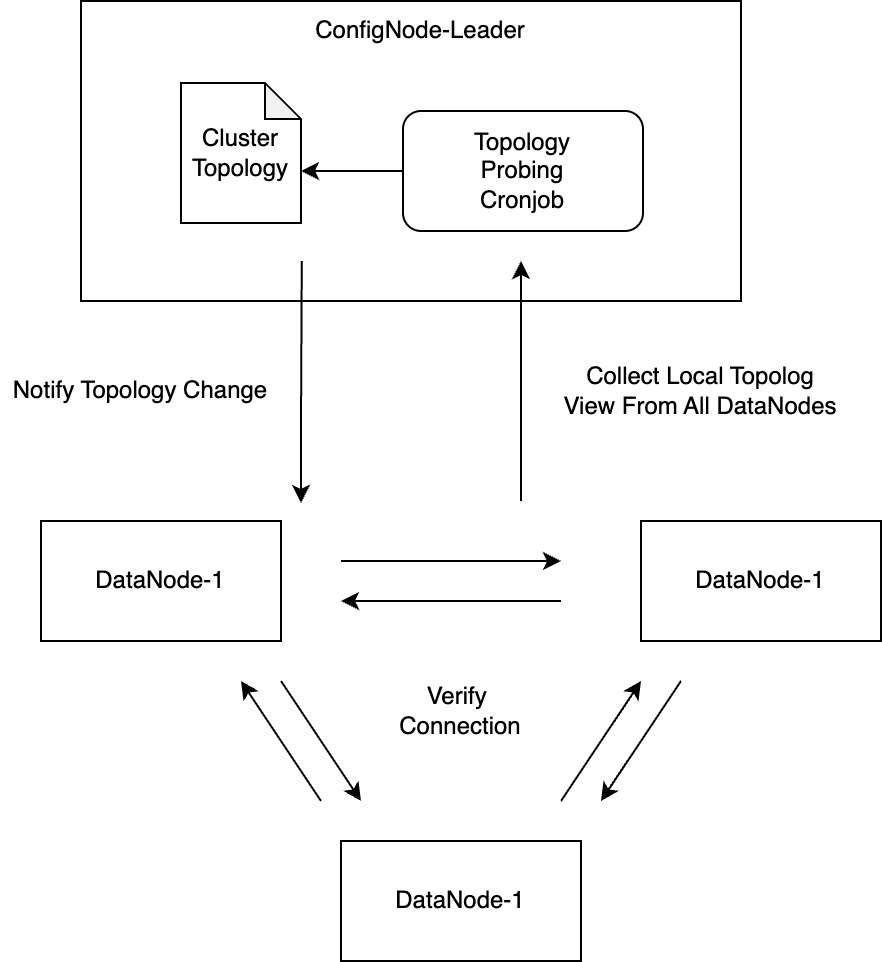 ConfigNode-Leader
Cluster
Topology
Topology
Probing
Cronjob
Notify Topology Change
Collect Local Topolog
View From All DataNodes
DataNode-1
DataNode-1
Verify
Connection
DataNode-1